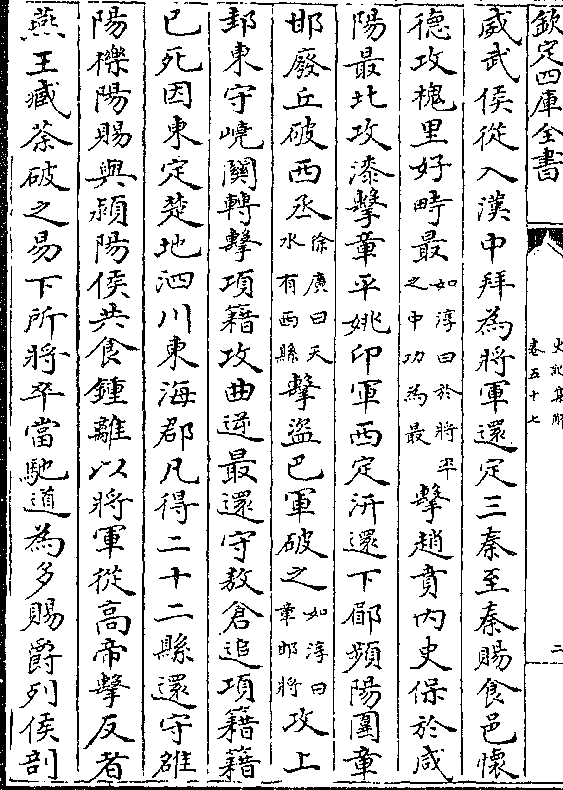 欽定四庫全書
史記集解
卷五十七
二
威武侯從入漢中拜為將軍還定三秦至秦賜食邑懷
德攻槐里好畤最如淳曰於將卒之中功為最擊趙賁內史保於咸
陽最北攻漆擊章平姚卬軍西定汧還下郿頻陽圍章
邯廢丘破西丞徐廣曰天水有西縣擊盜巴軍破之如淳曰章邯將攻上
邽東守嶢關轉擊項籍攻曲逆最還守敖倉追項籍籍
已死因東定楚地泗川東海郡凡得二十二縣還守雒
陽櫟陽賜與潁陽侯共食鍾離以將軍從高帝擊反者
燕王臧荼破之易下所將卒當馳道為多賜爵列侯剖